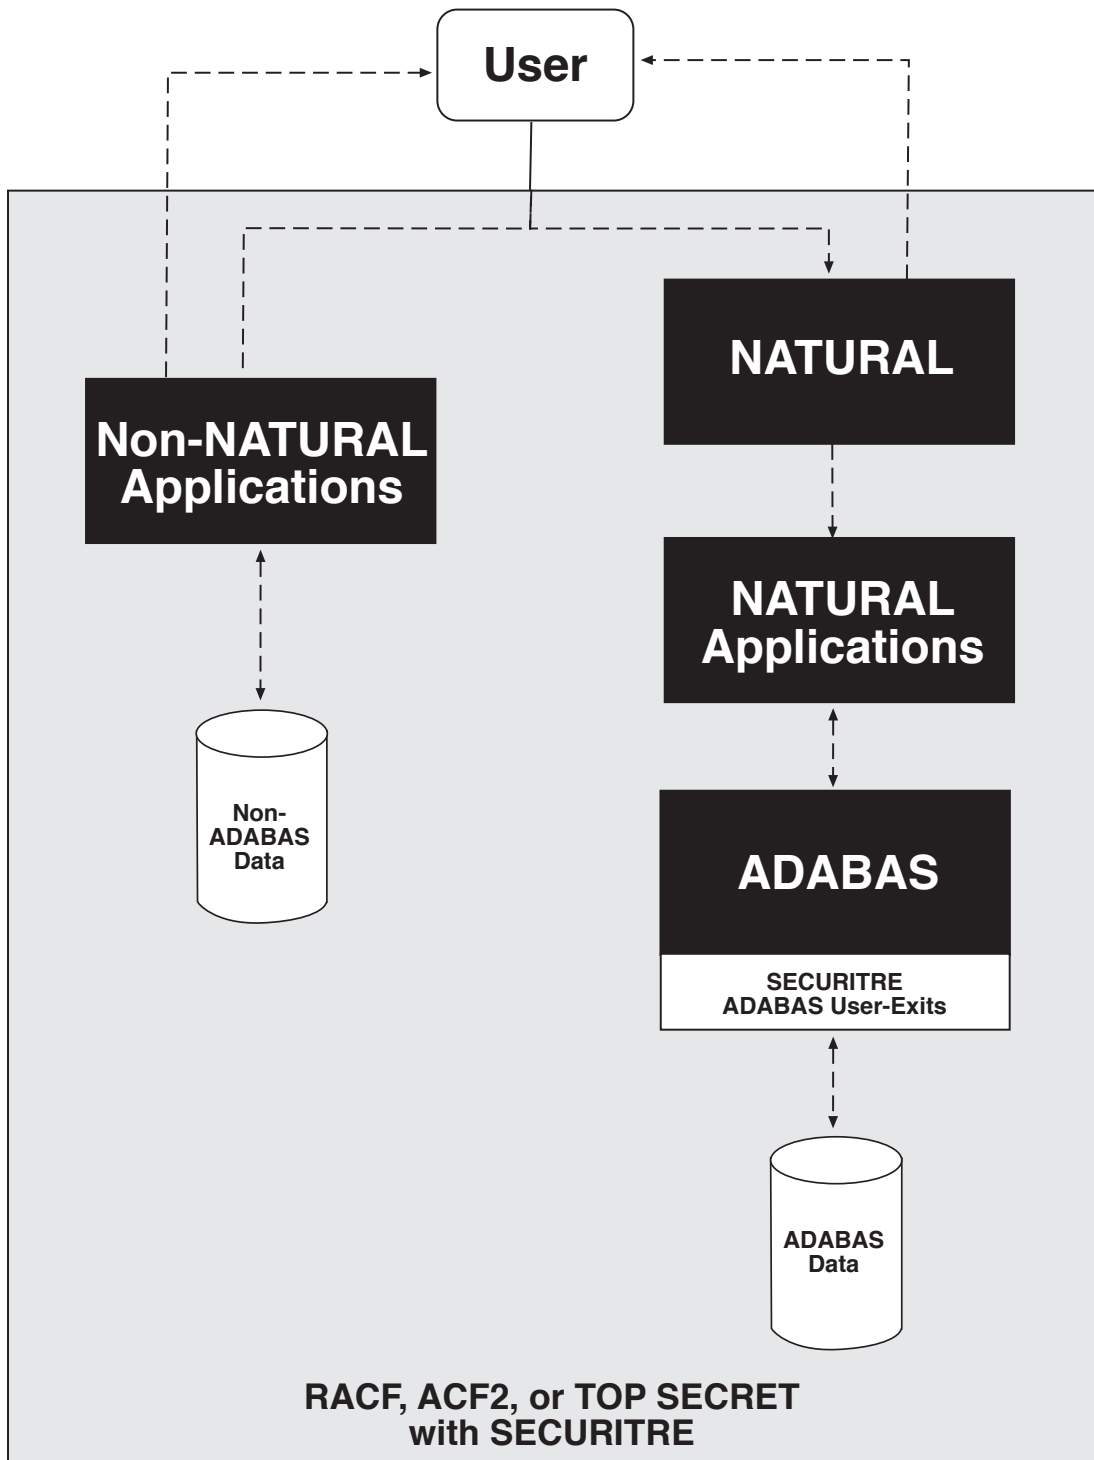 User
NATURAL
Non-NATURAL
Applications
NATURAL
Applications
Non-
ADABAS
Data
ADABAS
SECURITRE
ADABAS User-Exits
ADABAS
Data
RACF, ACF2, or TOP SECRET
with SECURITRE